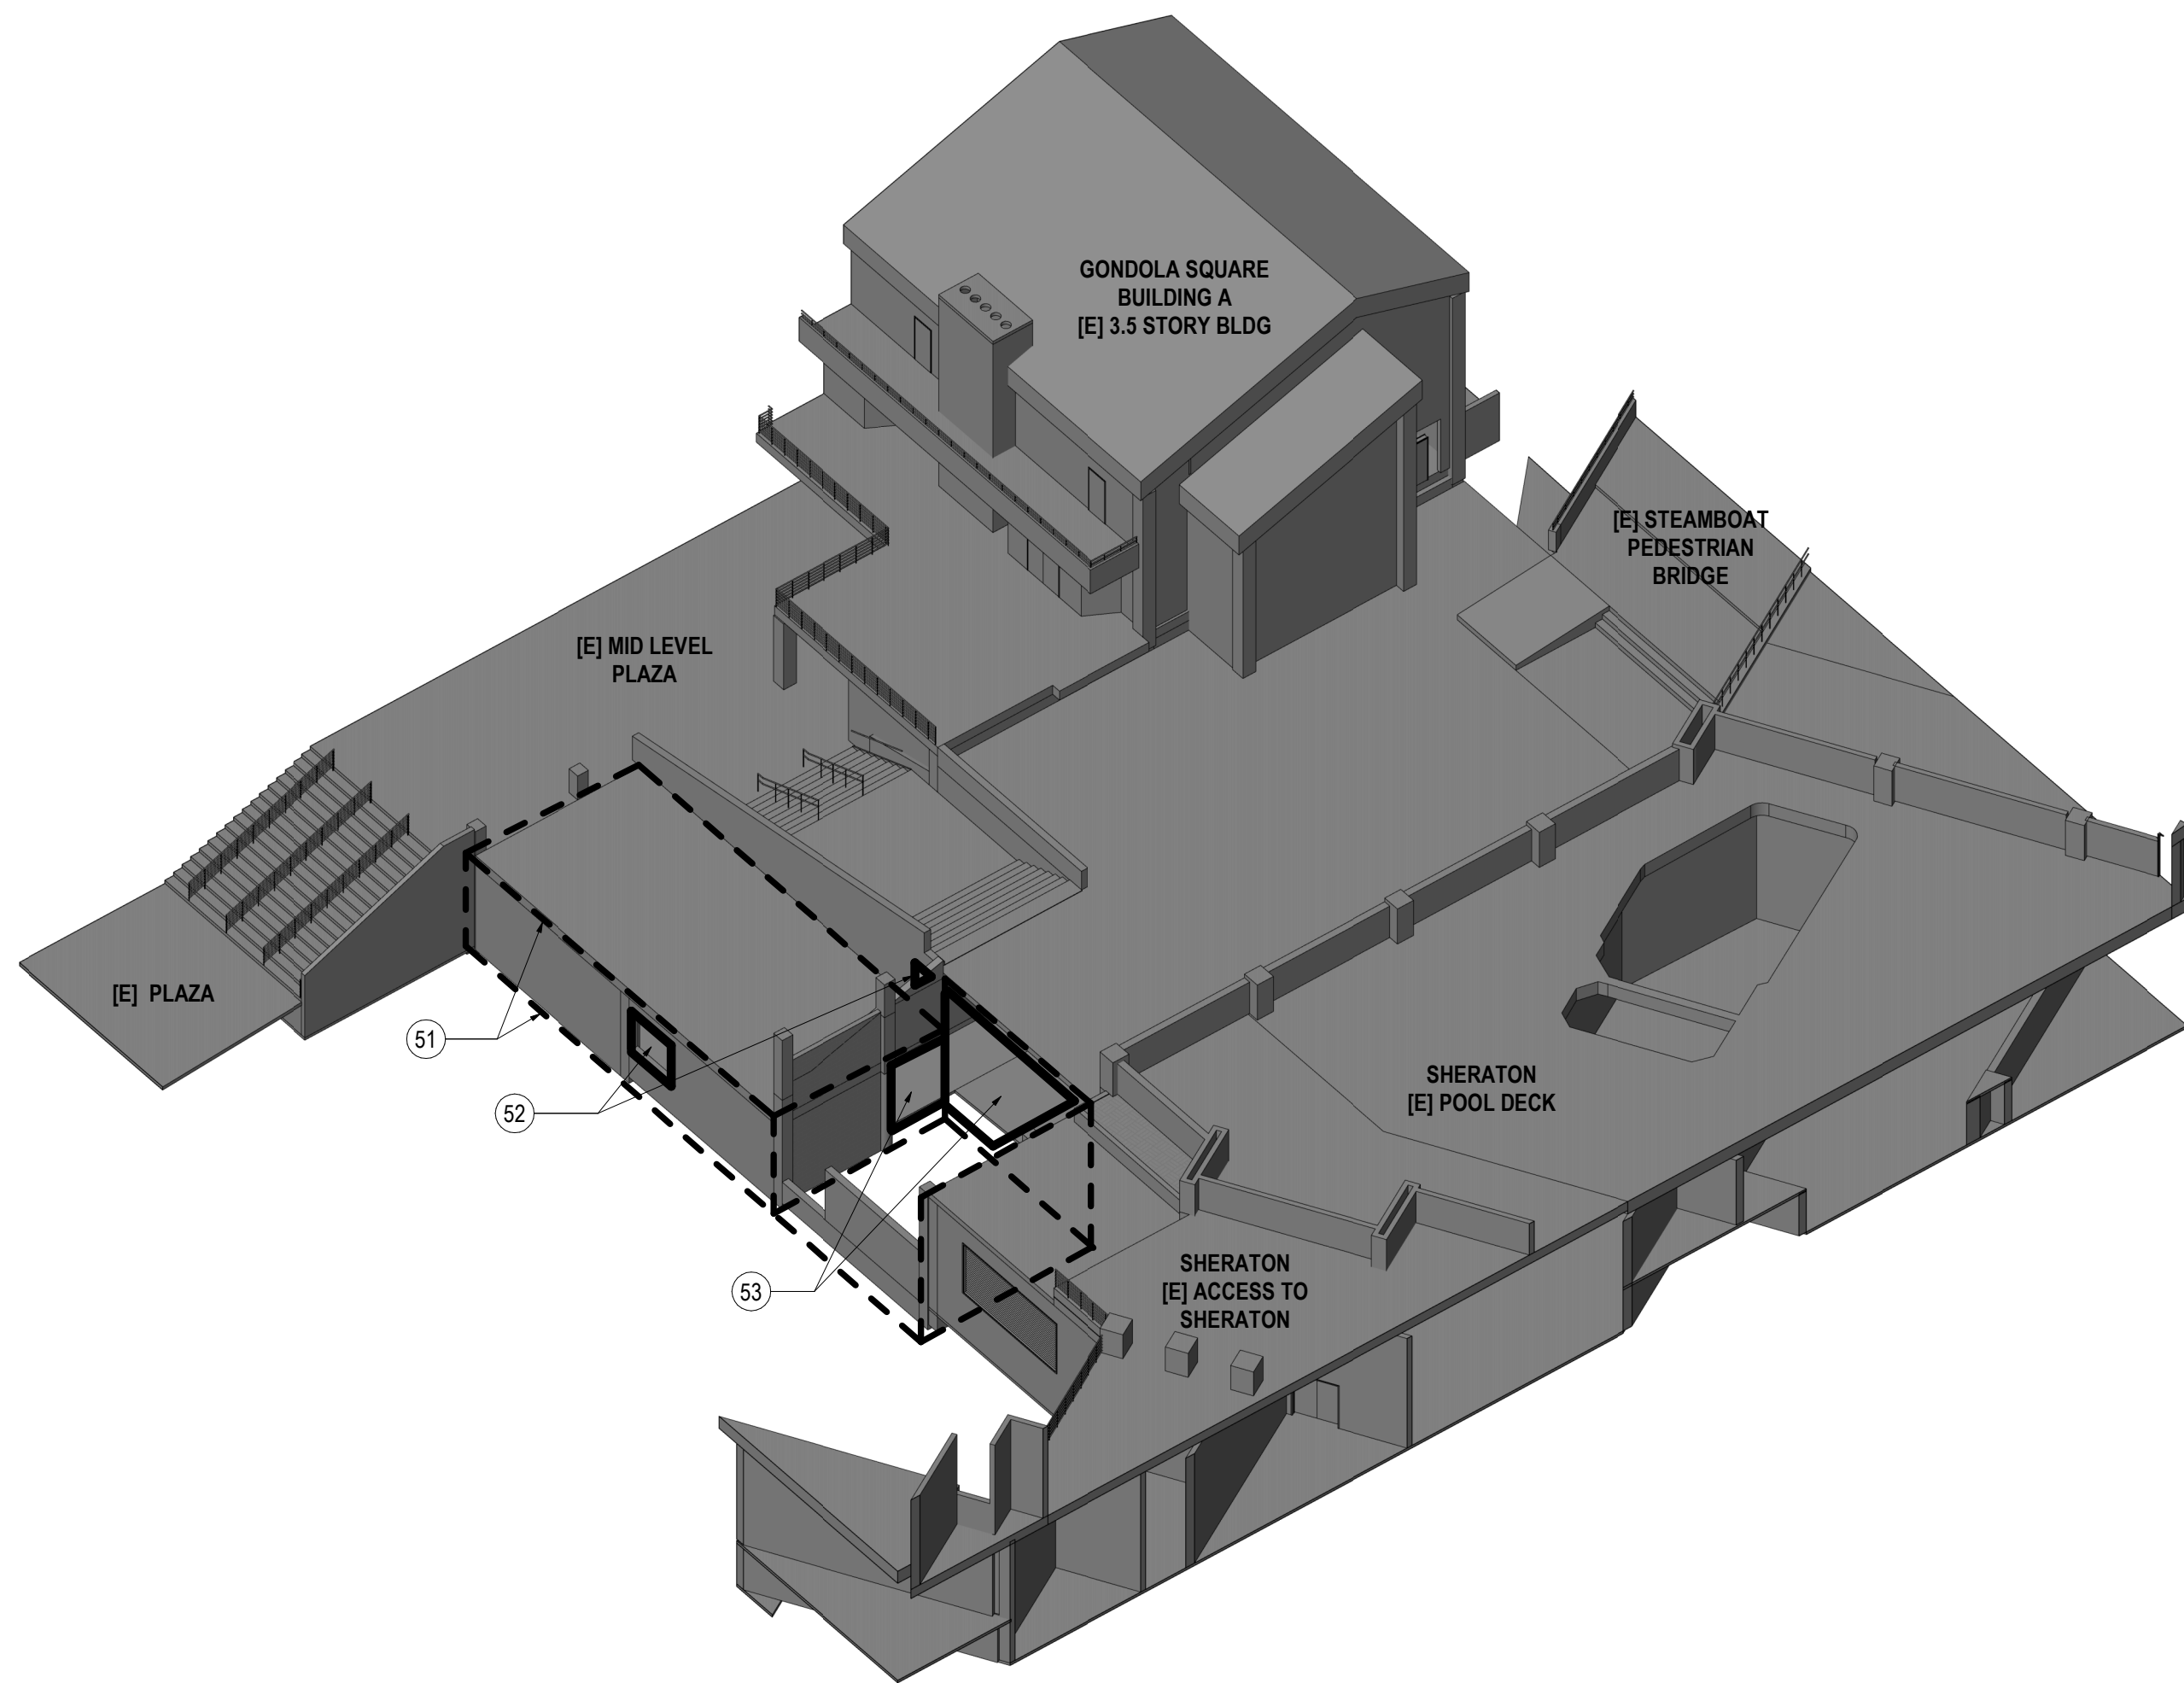 GONDOLA SQUARE
BUILDING A
[E] 3.5 STORY BLDG
[E] STEAMBOAT
PEDESTRIAN
BRIDGE
[E] MID LEVEL
PLAZA
[E] PLAZA
51
52
SHERATON
[E] POOL DECK
53
SHERATON
[E] ACCESS TO
SHERATON